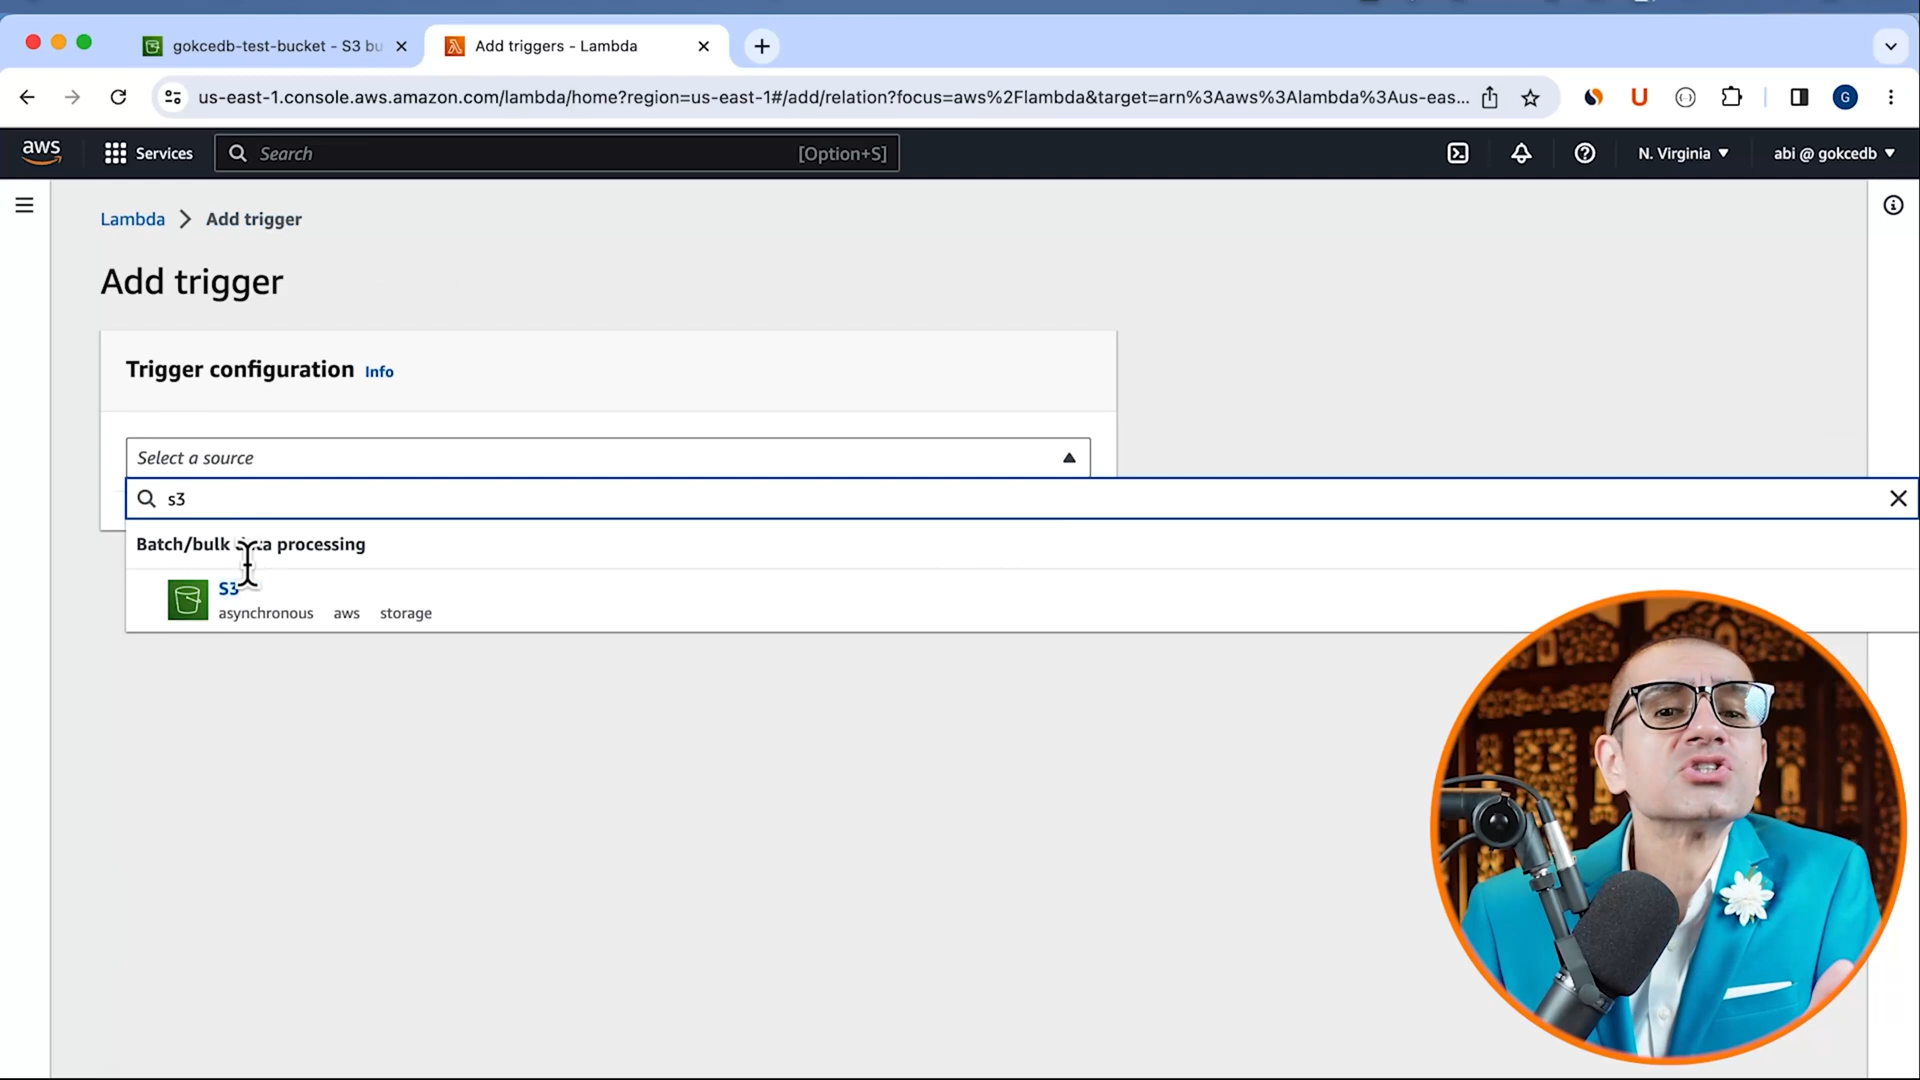 gokcedb-test-bucket - S3 bu
Add triggers - Lambda
us-east-1.console.aws.amazon.com/lambda/home?region=us-east-1#/add/relation?focus=aws%2Flambda&target=arn%3Aaws%3Alambda%3Aus-eas...
U
G
aws
Services
Search
[Option+S]
N. Virginia
abi @ gokcedb
Lambda
Add trigger
Add trigger
Trigger configuration Info
Select a source
s3
Batch/bulk processing
S3
asynchronous aws storage